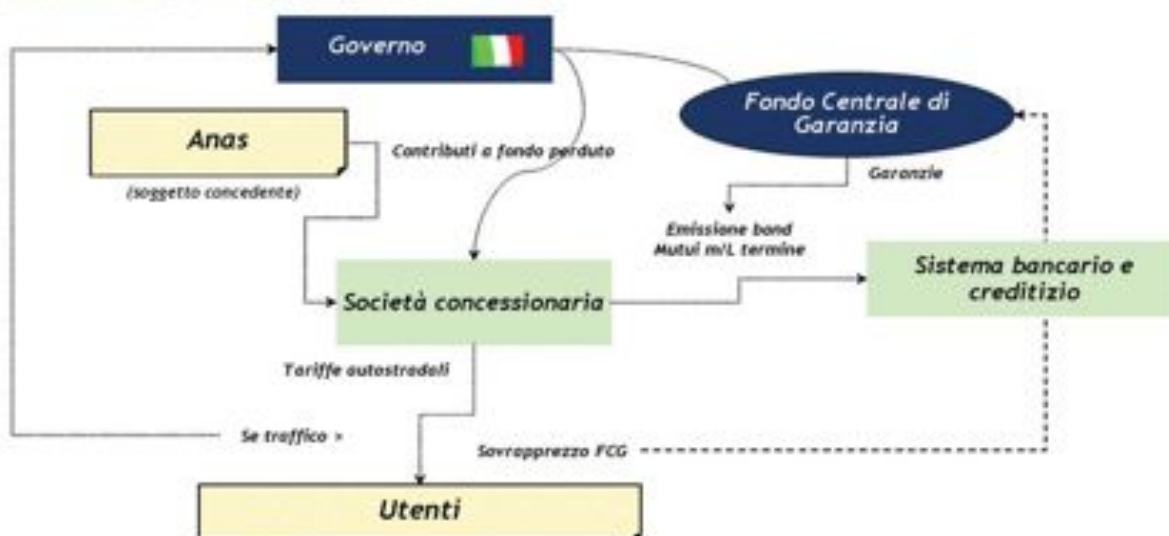 Governo
Fondo Centrale di
Garanzia
Anas
Contributi a fondo perduto
(soggetto concedente)
Garanzie
Emissione bond
Mutui m/L termine
Sistema bancario e
creditizio
Società concessionaria
Tariffe autostradali
Se traffico >
Sovrapprezzo FCG
Utenti